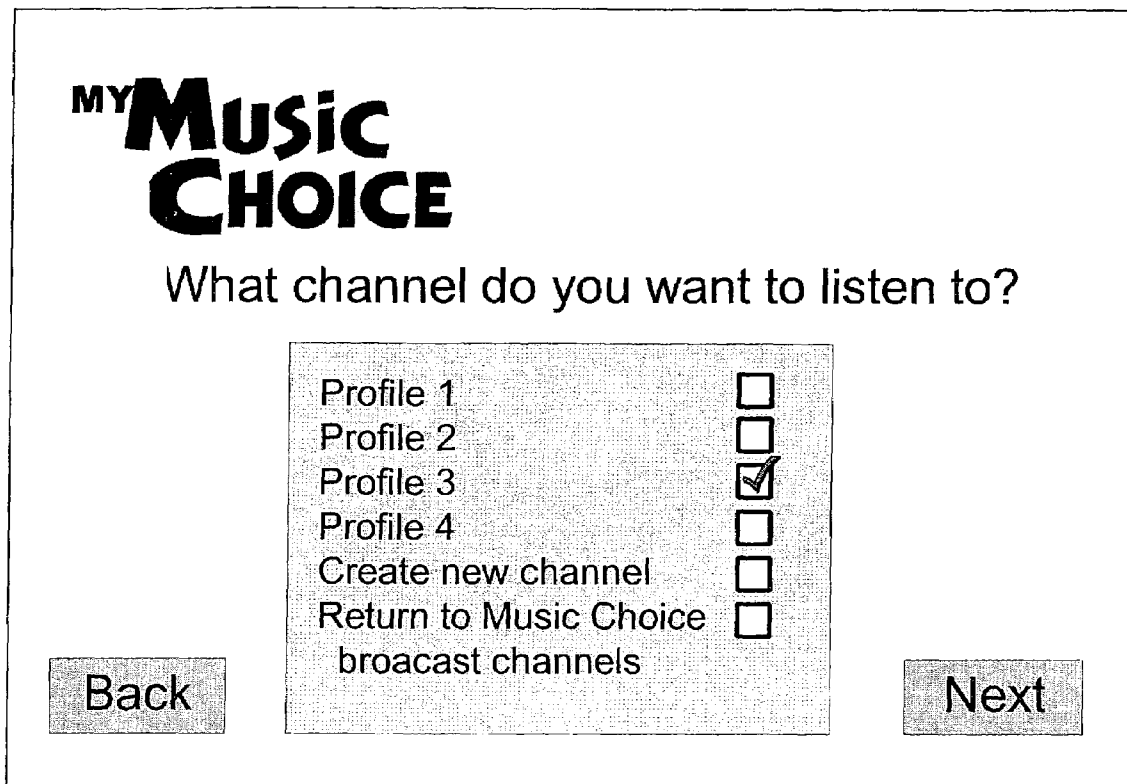 MY MUSiC
CHOICE
What channel do you want to listen to?
Profile 1
Profile 2
Profile 3
Profile 4
Create new channel
Return to Music Choice
broacast channels
Back
Next